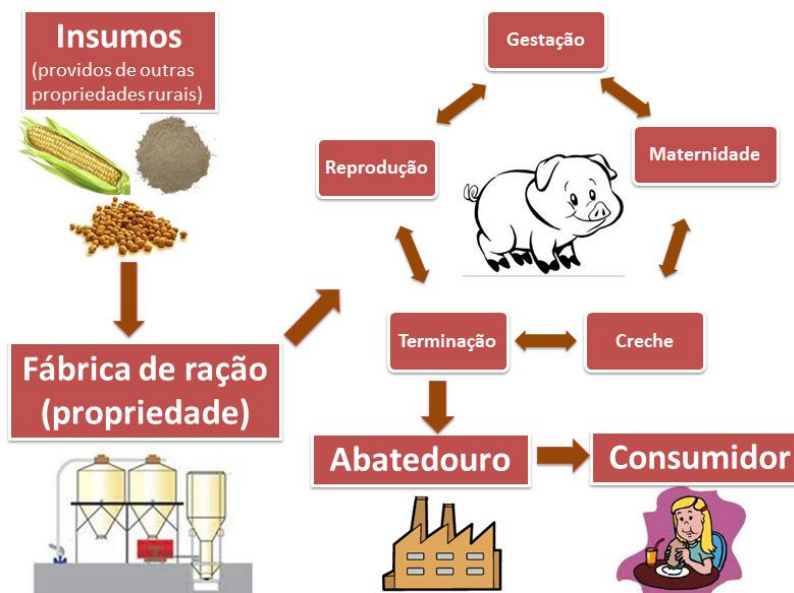 Insumos
(providos de outras
propriedades rurais)
Fábrica de ração
(propriedade)
Gestação
Reprodução
Maternidade
Terminação
Creche
Abatedouro
Consumidor